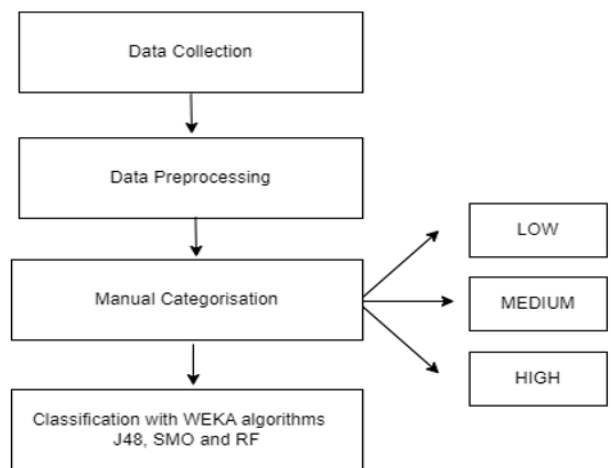 Data Collection
Data Preprocessing
LOW
Manual Categorisation
MEDIUM
HIGH
Classification with WEKA algorithms
J48, SMO and RF